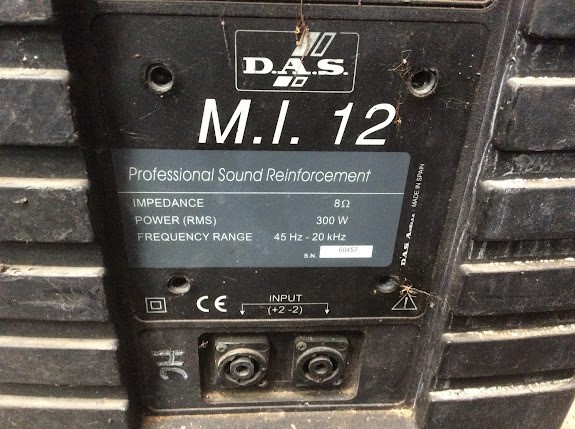 D.A.S.
M.I. 12
Professional Sound Reinforcement
IMPEDANCE 8Ω
POWER (RMS) 300 W
FREQUENCY RANGE 45 Hz - 20 kHz
S.N. 60457
D.A.S. Audio MADE IN SPAIN
CE
INPUT
(+2 -2)